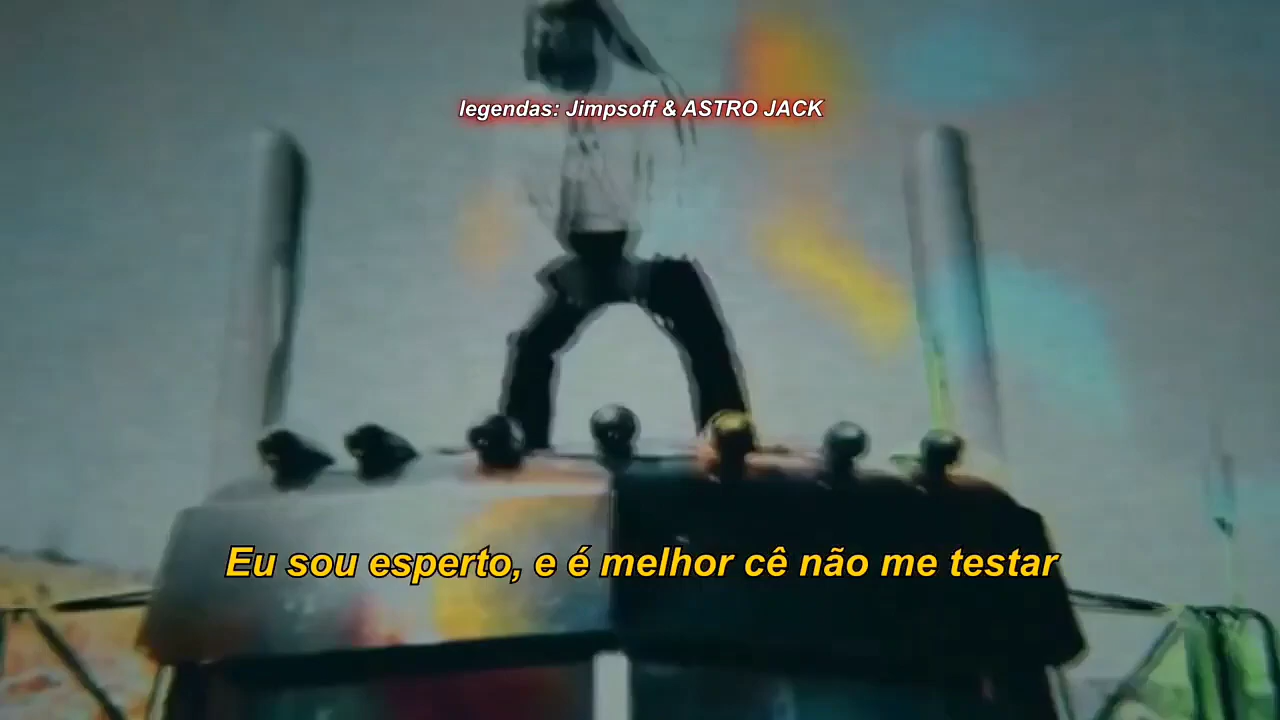 legendas: Jimpsoff & ASTRO JACK
Eu sou esperto, e é melhor cê não me testar